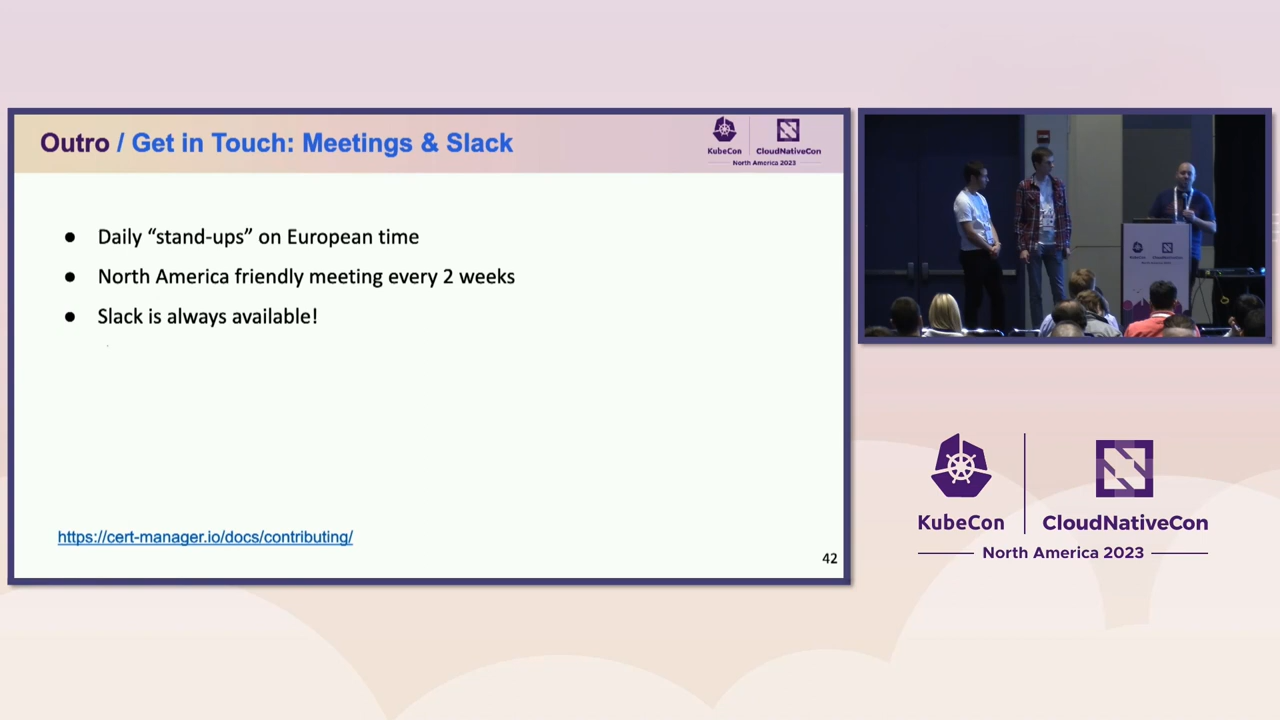 Outro / Get in Touch: Meetings & Slack
KubeCon
CloudNativeCon
North America 2023
● Daily “stand-ups” on European time
● North America friendly meeting every 2 weeks
● Slack is always available!
https://cert-manager.io/docs/contributing/
42
KubeCon
CloudNativeCon
North America 2023